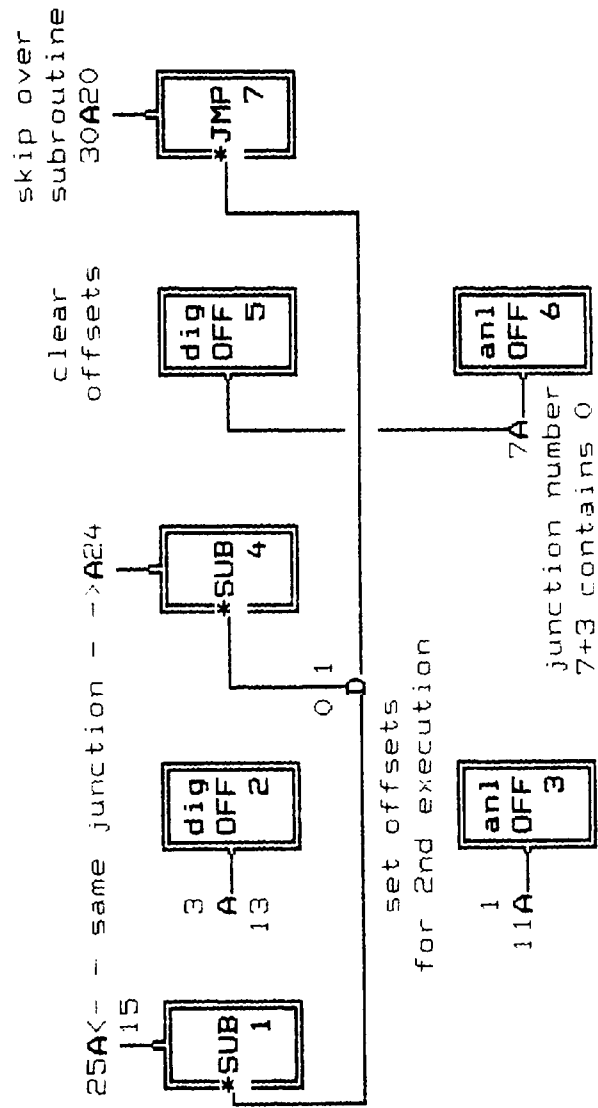 25A<- - same junction - ->A24
15
clear
offsets
skip over
subroutine
30A20
*SUB
1
3
A
13
dig
OFF
2
*SUB
4
dig
OFF
5
*JMP
7
0 1
D
set offsets
for 2nd execution
1
11A
anl
OFF
3
7A
anl
OFF
6
junction number
7+3 contains 0